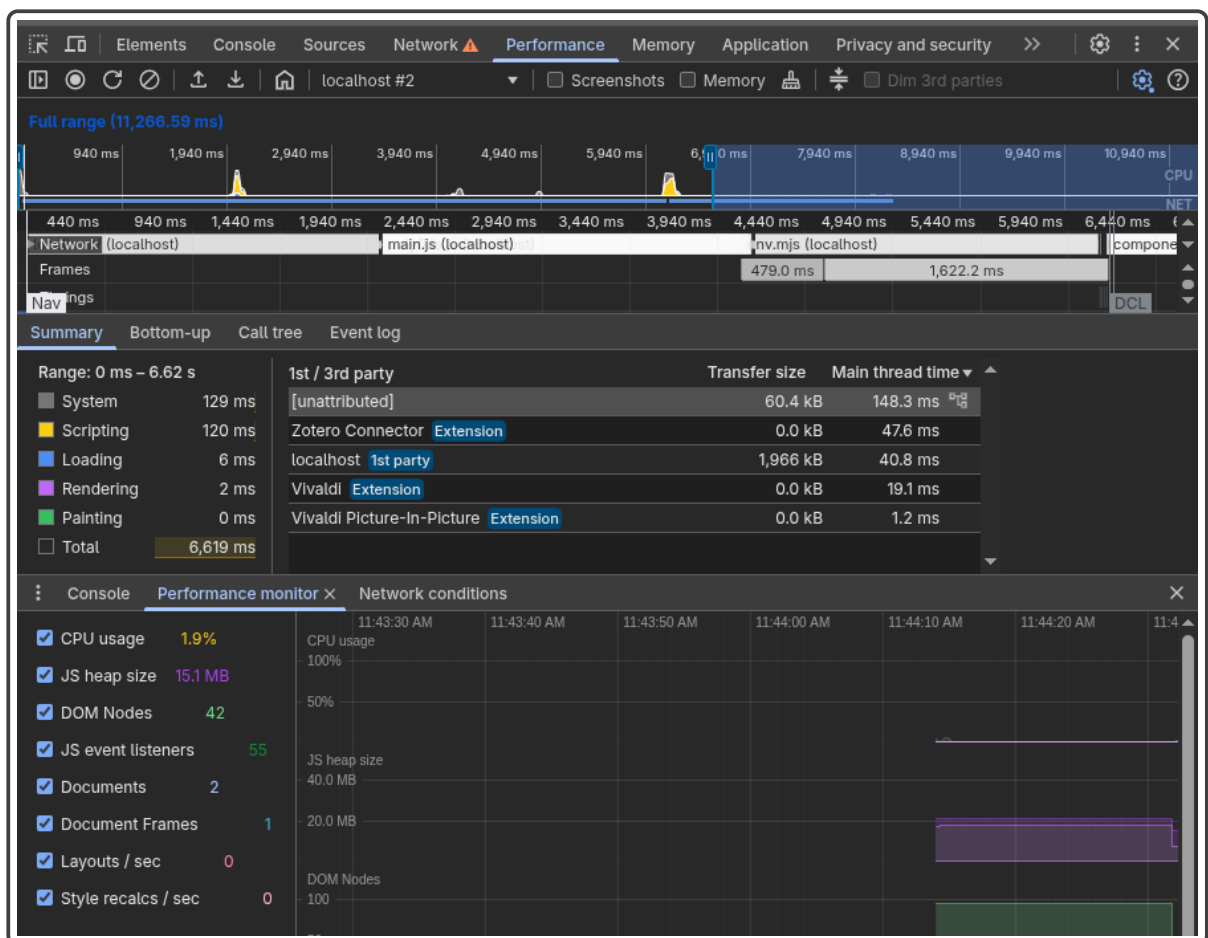 Elements Console Sources Network Performance Memory Application Privacy and security
localhost #2 Screenshots Memory Dim 3rd parties
Full range (11,266.59 ms)
940 ms 1,940 ms 2,940 ms 3,940 ms 4,940 ms 5,940 ms 7,940 ms 8,940 ms 9,940 ms 10,940 ms
CPU
NET
440 ms 940 ms 1,440 ms 1,940 ms 2,440 ms 2,940 ms 3,440 ms 3,940 ms 4,440 ms 4,940 ms 5,440 ms 5,940 ms 6,440 ms
Network (localhost) main.js (localhost) nv.mjs (localhost) compone
Frames 479.0 ms 1,622.2 ms
Nav ings DCL
Summary Bottom-up Call tree Event log
Range: 0 ms – 6.62 s 1st / 3rd party Transfer size Main thread time
System 129 ms [unattributed] 60.4 kB 148.3 ms
Scripting 120 ms Zotero Connector Extension 0.0 kB 47.6 ms
Loading 6 ms localhost 1st party 1,966 kB 40.8 ms
Rendering 2 ms Vivaldi Extension 0.0 kB 19.1 ms
Painting 0 ms Vivaldi Picture-In-Picture Extension 0.0 kB 1.2 ms
Total 6,619 ms
Console Performance monitor Network conditions
11:43:30 AM 11:43:40 AM 11:43:50 AM 11:44:00 AM 11:44:10 AM 11:44:20 AM 11:4
CPU usage 1.9% CPU usage
100%
JS heap size 15.1 MB
50%
DOM Nodes 42
JS event listeners 55
JS heap size
40.0 MB
Documents 2
Document Frames 1 20.0 MB
Layouts / sec 0
DOM Nodes
Style recalcs / sec 0 100